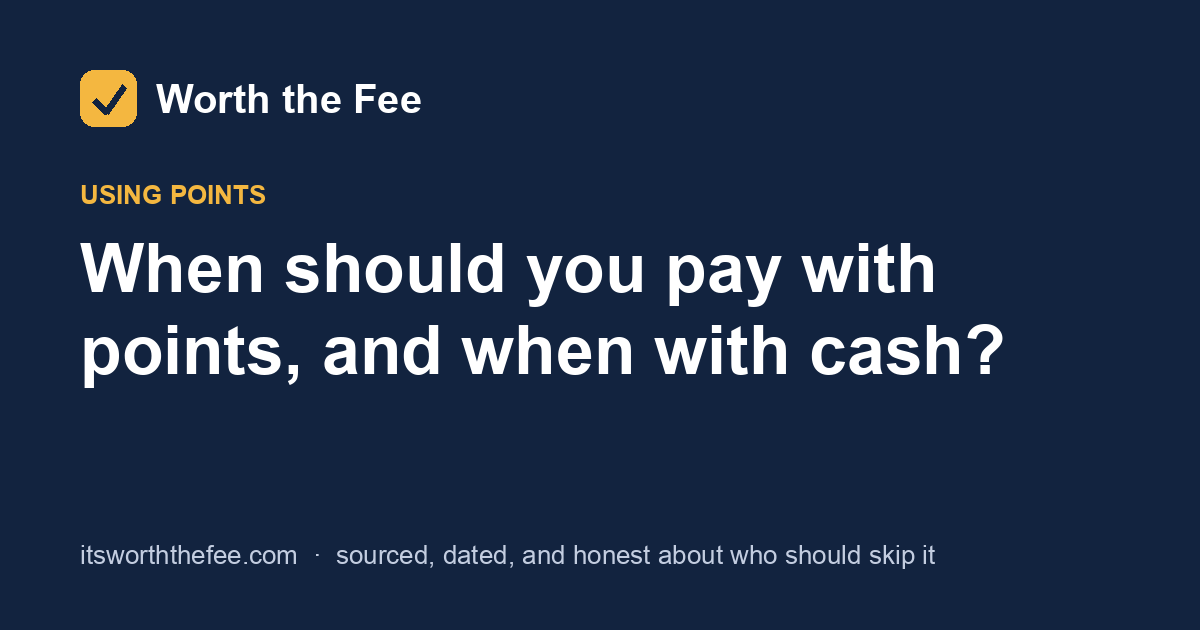 Worth the Fee
USING POINTS
When should you pay with
points, and when with cash?
itsworththefee.com · sourced, dated, and honest about who should skip it